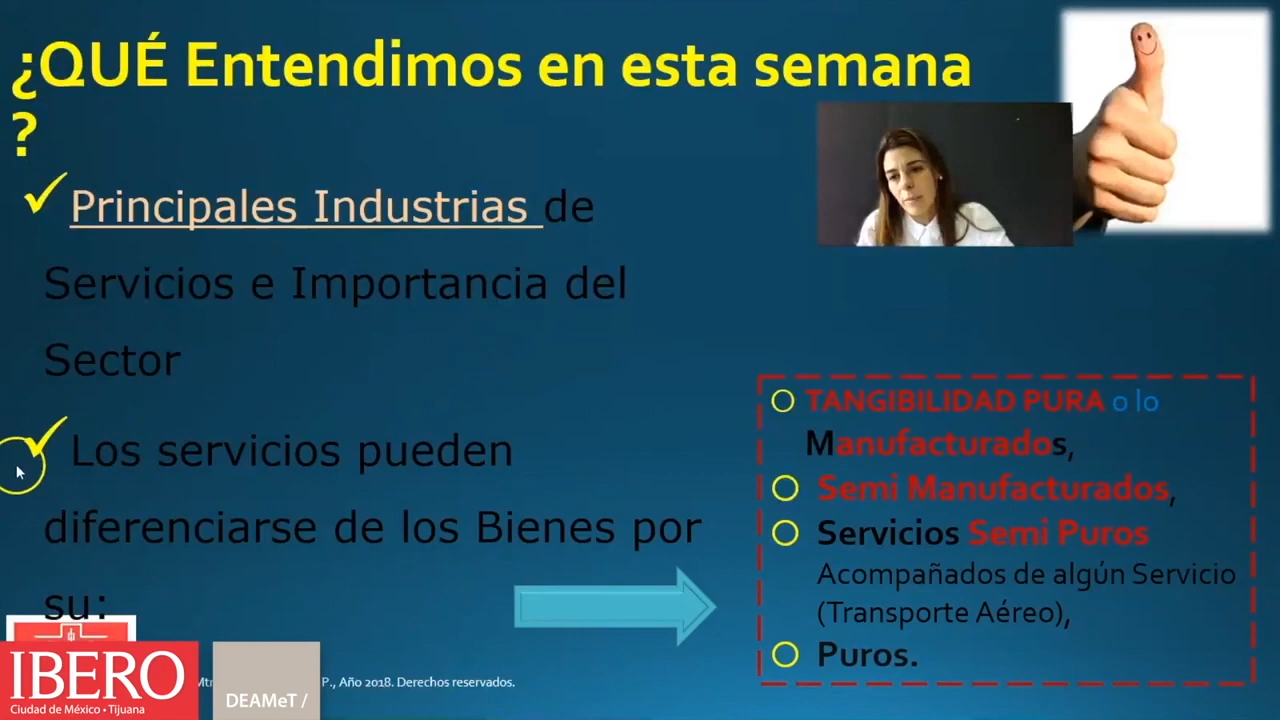 ¿QUÉ Entendimos en esta semana
?
Principales Industrias de
Servicios e Importancia del
Sector
Los servicios pueden
diferenciarse de los Bienes por
su:
TANGIBILIDAD PURA o lo
Manufacturados,
Semi Manufacturados,
Servicios Semi Puros
Acompañados de algún Servicio
(Transporte Aéreo),
Puros.
P., Año 2018. Derechos reservados.
IBERO
Ciudad de México • Tijuana
DEAMeT /